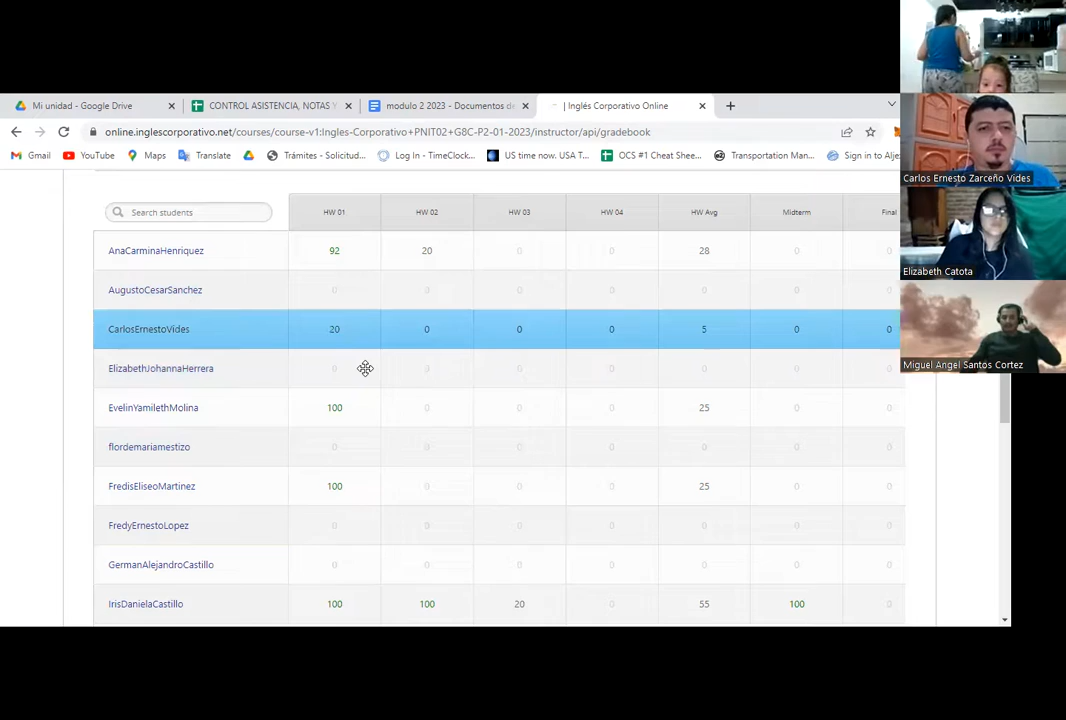 Mi unidad - Google Drive
CONTROL ASISTENCIA, NOTAS Y
modulo 2 2023 - Documentos de
| Inglés Corporativo Online
online.inglescorporativo.net/courses/course-v1:Ingles-Corporativo+PNIT02+G8C-P2-01-2023/instructor/api/gradebook
Gmail YouTube Maps Translate Trámites - Solicitud... Log In - TimeClock... US time now. USA T... OCS #1 Cheat Shee... Transportation Man... Sign in to Aljex
Search students HW 01 HW 02 HW 03 HW 04 HW Avg Midterm Final
AnaCarminaHenriquez 92 20 0 0 28 0 0
AugustoCesarSanchez 0 0 0 0 0 0 0
CarlosErnestoVides 20 0 0 0 5 0 0
ElizabethJohannaHerrera 0 0 0 0 0 0 0
EvelinYamilethMolina 100 0 0 0 25 0 0
flordemariamestizo 0 0 0 0 0 0 0
FredisEliseoMartinez 100 0 0 0 25 0 0
FredyErnestoLopez 0 0 0 0 0 0 0
GermanAlejandroCastillo 0 0 0 0 0 0 0
IrisDanielaCastillo 100 100 20 0 55 100 0
Carlos Ernesto Zarceño Vides
Elizabeth Catota
Miguel Angel Santos Cortez